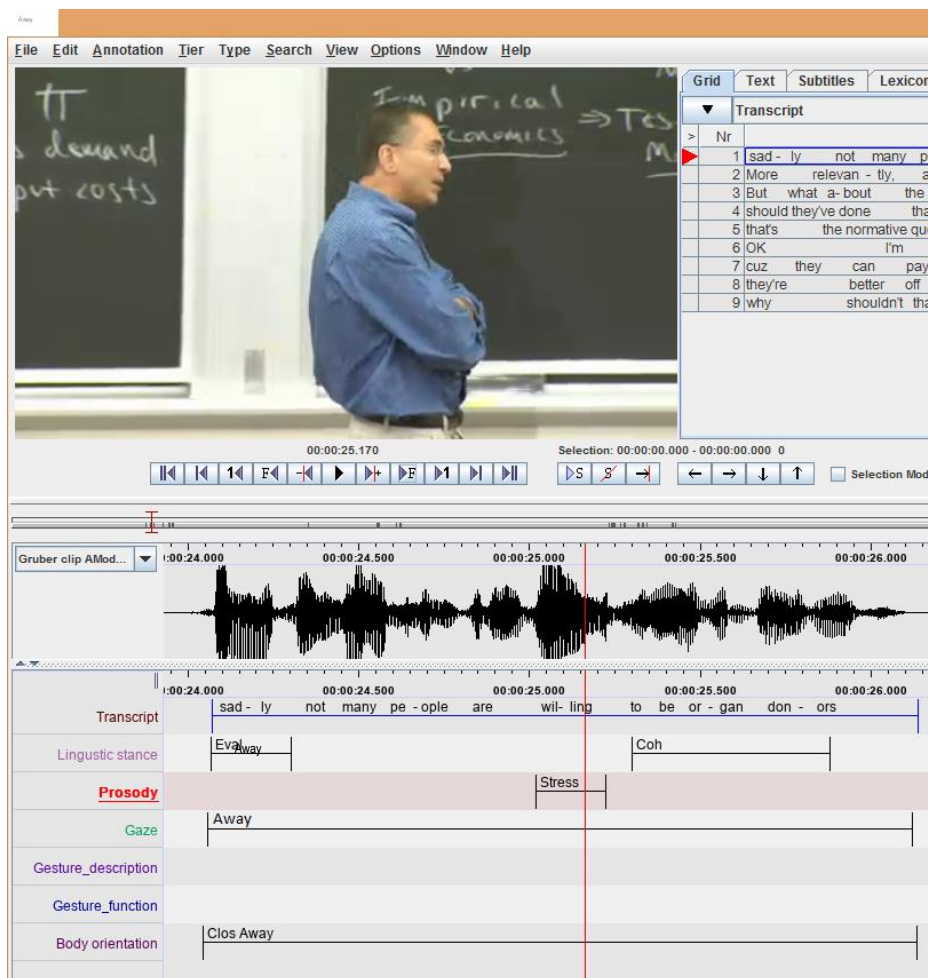 Away
File Edit Annotation Tier Type Search View Options Window Help
π
s demand
put costs
Empirical
Economics
⇒ Tes
Grid Text Subtitles Lexicon
Transcript
> Nr
1 sad - ly not many p
2 More relevan - tly, a
3 But what a- bout the
4 should they've done tha
5 that's the normative que
6 OK I'm
7 cuz they can pay
8 they're better off
9 why shouldn't tha
00:00:25.170
Selection: 00:00:00.000 - 00:00:00.000 0
1 F + F 1 S S Selection Mod
Gruber clip AMod...
:00:24.000 00:00:24.500 00:00:25.000 00:00:25.500 00:00:26.000
:00:24.000 00:00:24.500 00:00:25.000 00:00:25.500 00:00:26.000
Transcript sad - ly not many pe - ople are wil- ling to be or - gan don - ors
Lingustic stance Eval Away Coh
Prosody Stress
Gaze Away
Gesture_description
Gesture_function
Body orientation Clos Away